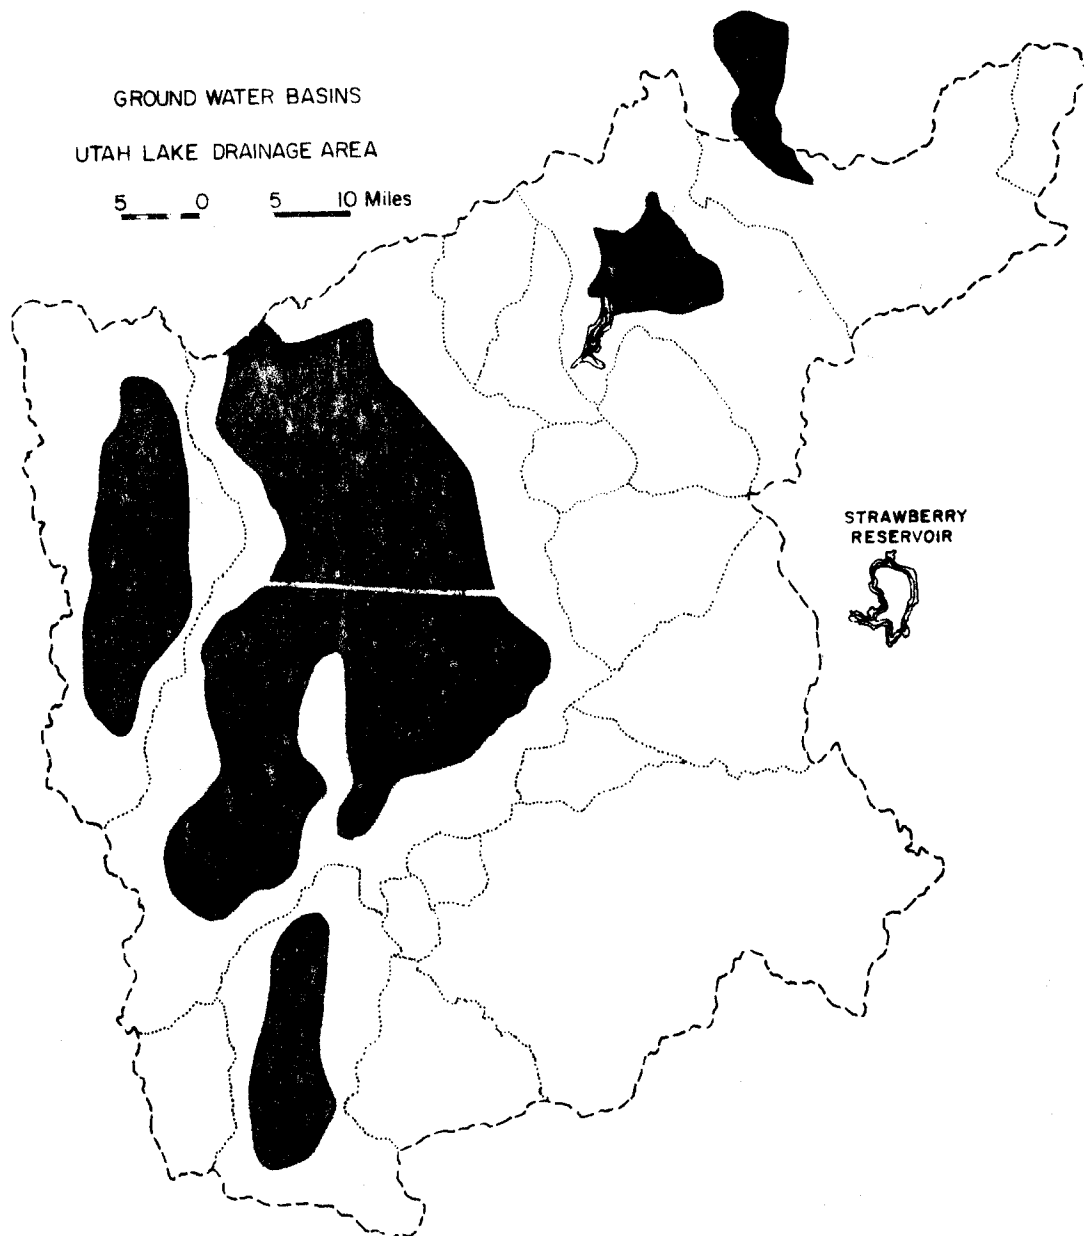 GROUND WATER BASINS
UTAH LAKE DRAINAGE AREA
5 0 5 10 Miles
STRAWBERRY
RESERVOIR